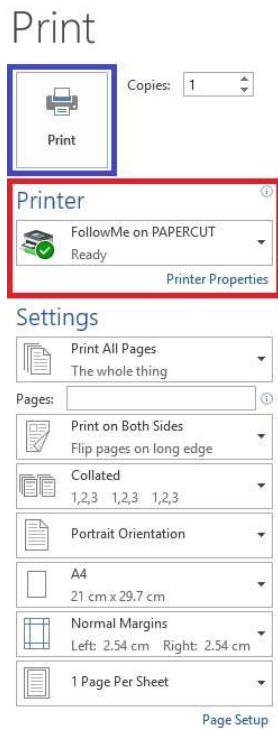 Print
Copies: 1
Print
Printer
FollowMe on PAPERCUT
Ready
Printer Properties
Settings
Print All Pages
The whole thing
Pages:
Print on Both Sides
Flip pages on long edge
Collated
1,2,3 1,2,3 1,2,3
Portrait Orientation
A4
21 cm x 29.7 cm
Normal Margins
Left: 2.54 cm Right: 2.54 cm
1 Page Per Sheet
Page Setup